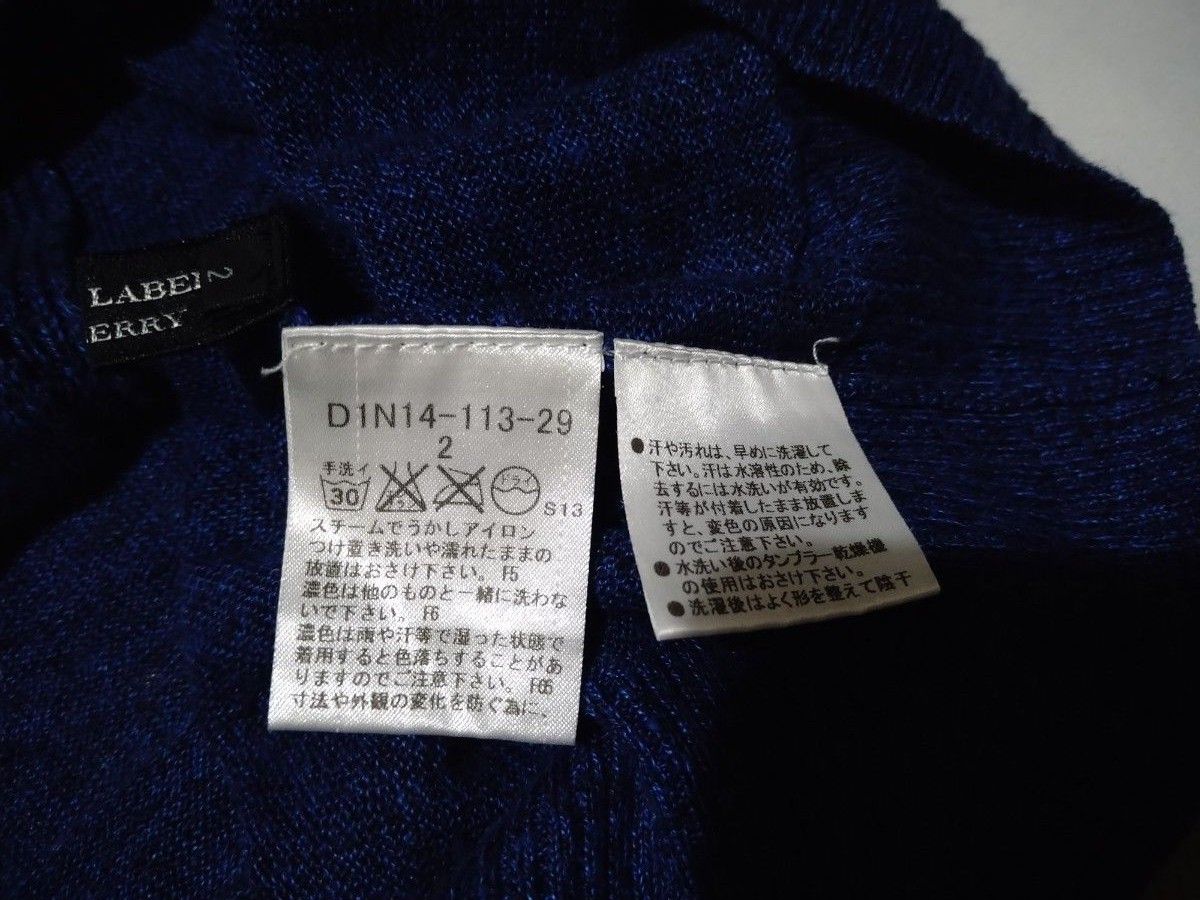 LABEL
2
ERRY
D1N14-113-29
2
手洗イ
30
ドライ
S13
スチームでうかしアイロン
つけ置き洗いや濡れたままの
放置はおさけ下さい。F5
濃色は他のものと一緒に洗わな
いで下さい。F6
濃色は雨や汗等で湿った状態で
着用すると色落ちすることがあ
りますのでご注意下さい。F65
寸法や外観の変化を防ぐ為に、
●汗や汚れは、早めに洗濯して
下さい。汗は水溶性のため、除
去するには水洗いが有効です。
汗等が付着したまま放置しま
すと、変色の原因になります
のでご注意下さい。
●水洗い後のタンブラー乾燥機
の使用はおさけ下さい。
●洗濯後はよく形を整えて陰干